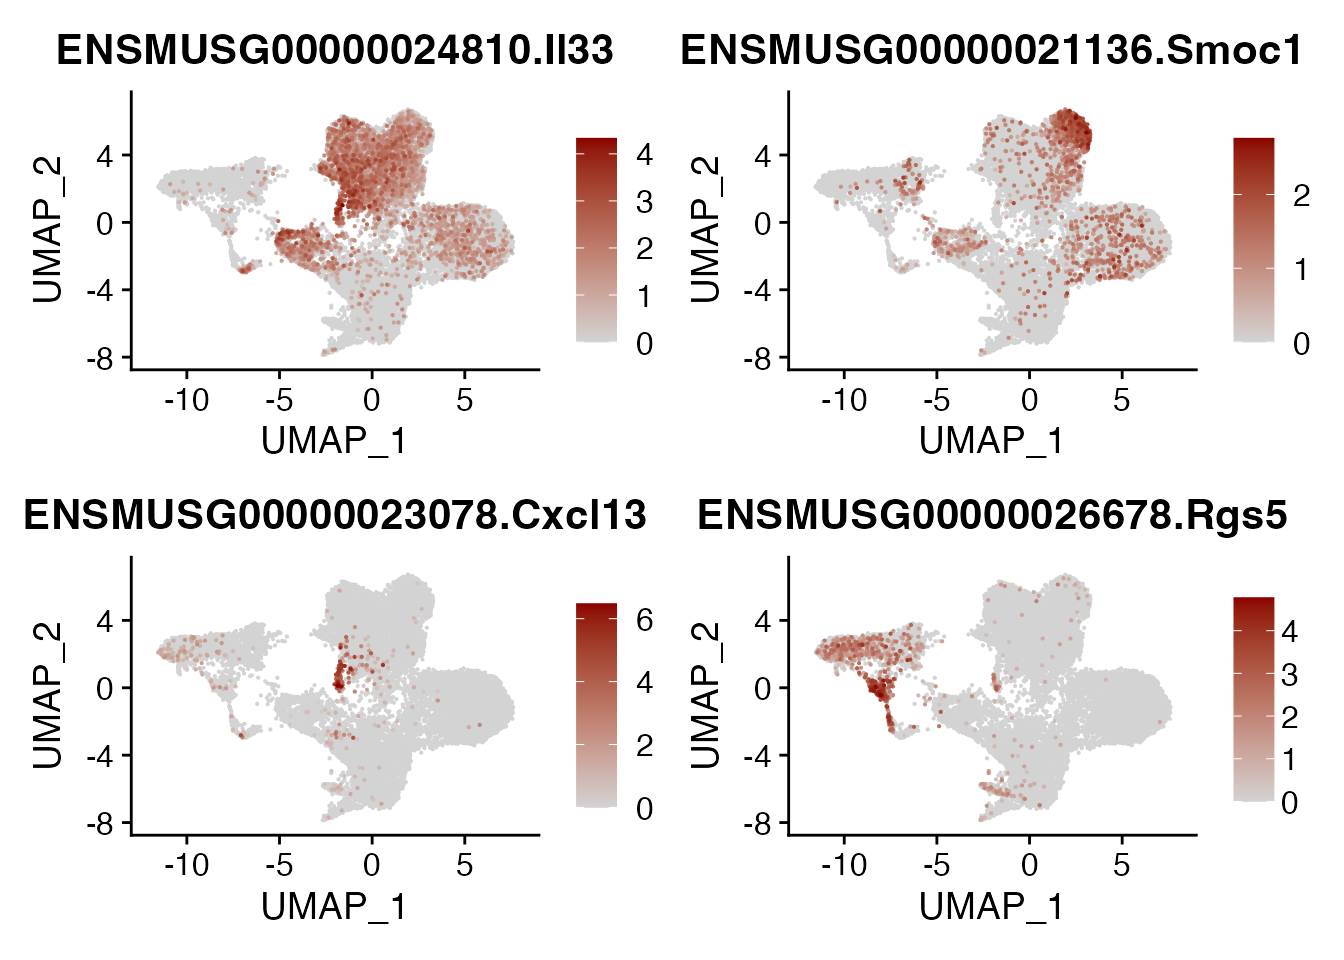 ENSMUSG00000024810.Il33
UMAP_2
4
0
-4
-8
-10 -5 0 5
UMAP_1
4
3
2
1
0
ENSMUSG00000021136.Smoc1
UMAP_2
4
0
-4
-8
-10 -5 0 5
UMAP_1
2
1
0
ENSMUSG00000023078.Cxcl13
UMAP_2
4
0
-4
-8
-10 -5 0 5
UMAP_1
6
4
2
0
ENSMUSG00000026678.Rgs5
UMAP_2
4
0
-4
-8
-10 -5 0 5
UMAP_1
4
3
2
1
0